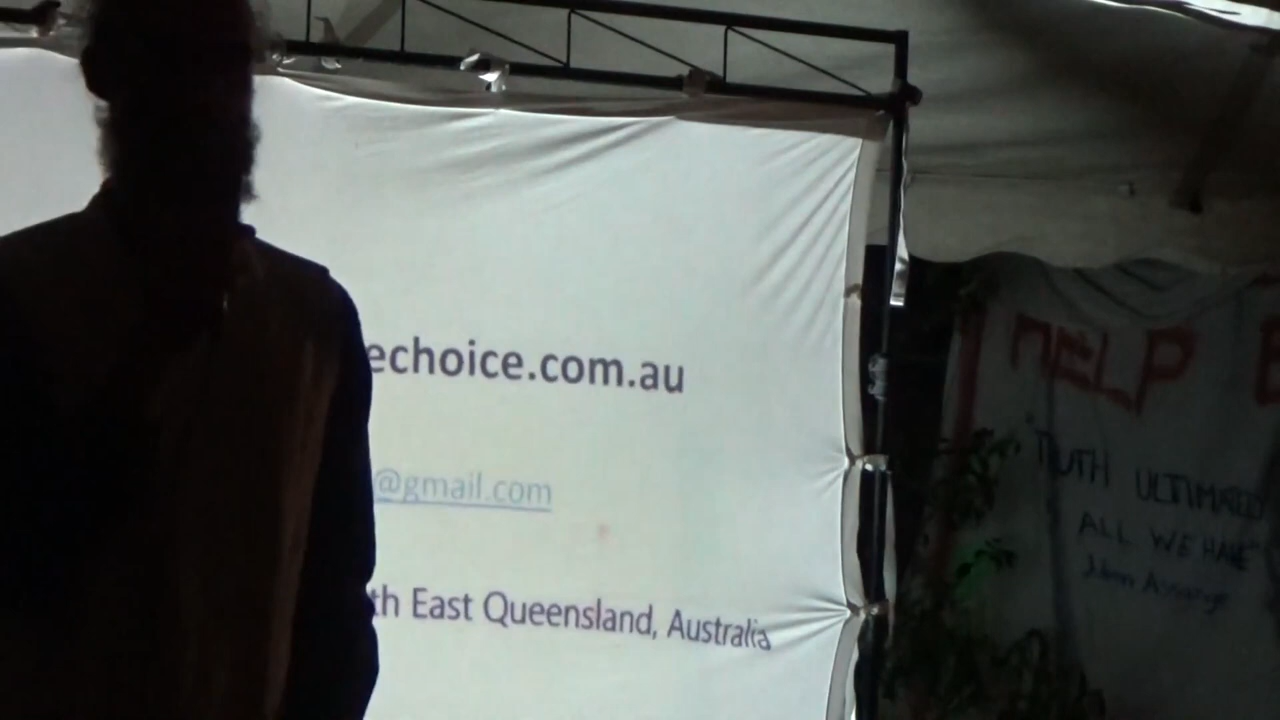 echoice.com.au
@gmail.com
th East Queensland, Australia
HELP
TRUTH ULTIMATELY
ALL WE HAVE"